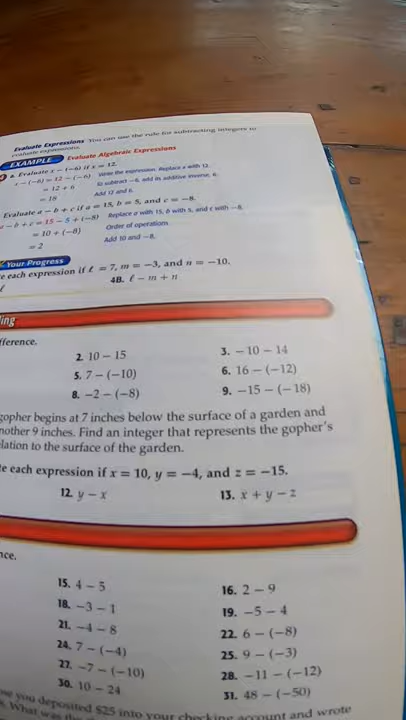 Evaluate Expressions You can use the rule for subtracting integers to
evaluate expressions.
EXAMPLE Evaluate Algebraic Expressions
a. Evaluate x − (−6) if x = 12.
x − (−6) = 12 − (−6) Write the expression. Replace x with 12.
= 12 + 6 To subtract −6, add its additive inverse, 6.
= 18 Add 12 and 6.
Evaluate a − b + c if a = 15, b = 5, and c = −8.
− b + c = 15 − 5 + (−8) Replace a with 15, b with 5, and c with −8.
= 10 + (−8) Order of operations
= 2 Add 10 and −8.
Your Progress
each expression if ℓ = 7, m = −3, and n = −10.
4B. ℓ − m + n
2. 10 − 15 3. −10 − 14
5. 7 − (−10) 6. 16 − (−12)
8. −2 − (−8) 9. −15 − (−18)
gopher begins at 7 inches below the surface of a garden and
9 inches. Find an integer that represents the gopher's
to the surface of the garden.
each expression if x = 10, y = −4, and z = −15.
12. y − x 13. x + y − z
15. 4 − 5 16. 2 − 9
18. −3 − 1 19. −5 − 4
21. −4 − 8 22. 6 − (−8)
24. 7 − (−4) 25. 9 − (−3)
27. −7 − (−10) 28. −11 − (−12)
30. 10 − 24 31. 48 − (−50)
you deposited $25 into your checking account and wrote
What was the